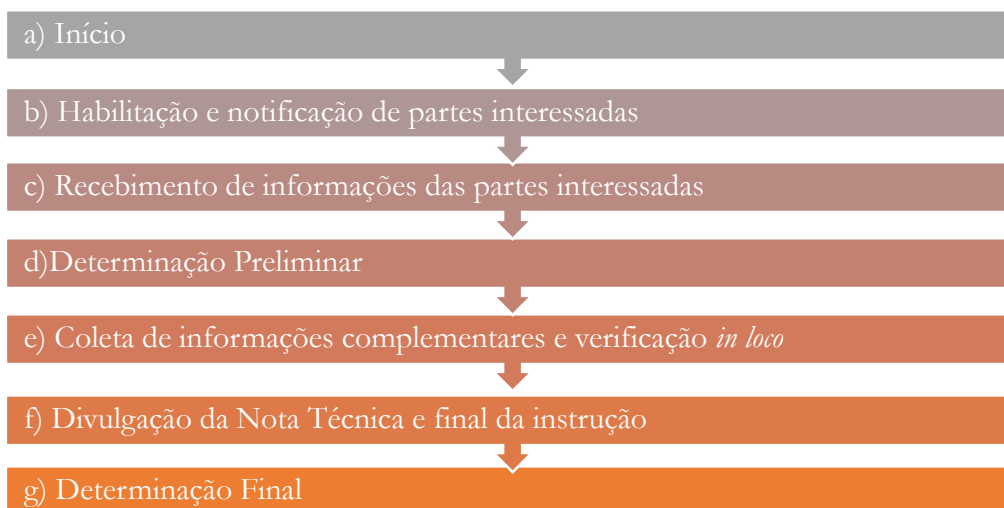 a) Início
b) Habilitação e notificação de partes interessadas
c) Recebimento de informações das partes interessadas
d)Determinação Preliminar
e) Coleta de informações complementares e verificação in loco
f) Divulgação da Nota Técnica e final da instrução
g) Determinação Final